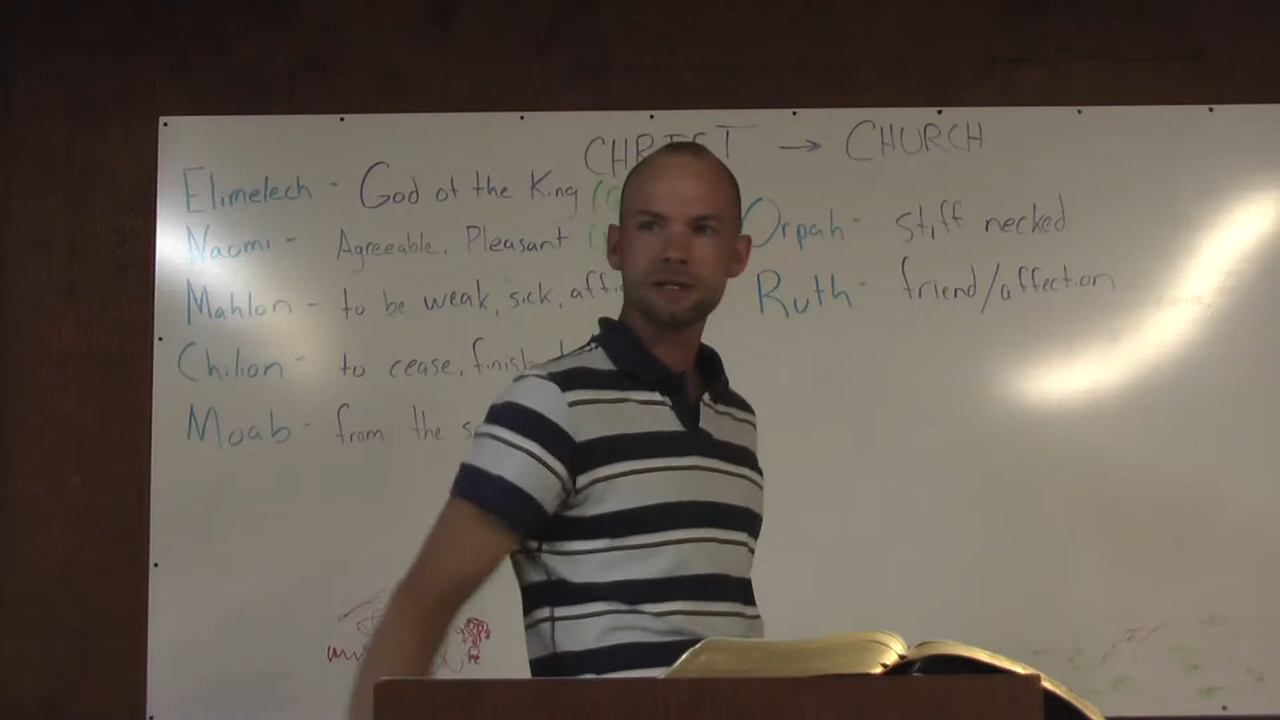 CHRIST → CHURCH
Elimelech - God of the King
Naomi - Agreeable, Pleasant
Mahlon - to be weak, sick,
Chilion - to cease,
Moab - from the
Orpah - stiff necked
Ruth - friend/affection